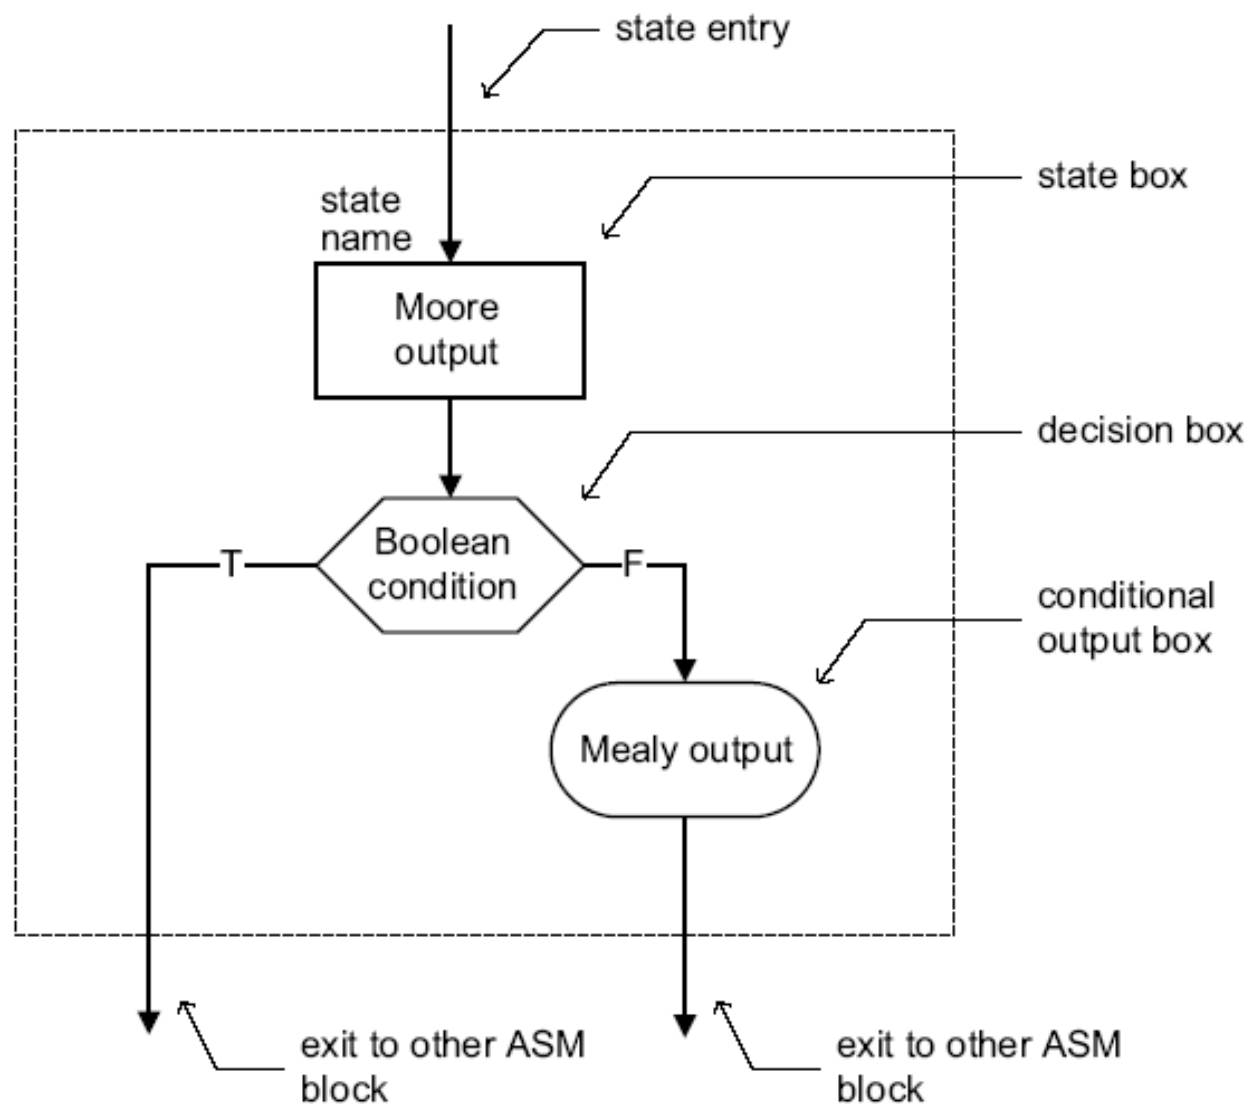 state entry
state box
state
name
Moore
output
decision box
Boolean
condition
T
F
conditional
output box
Mealy output
exit to other ASM
block
exit to other ASM
block